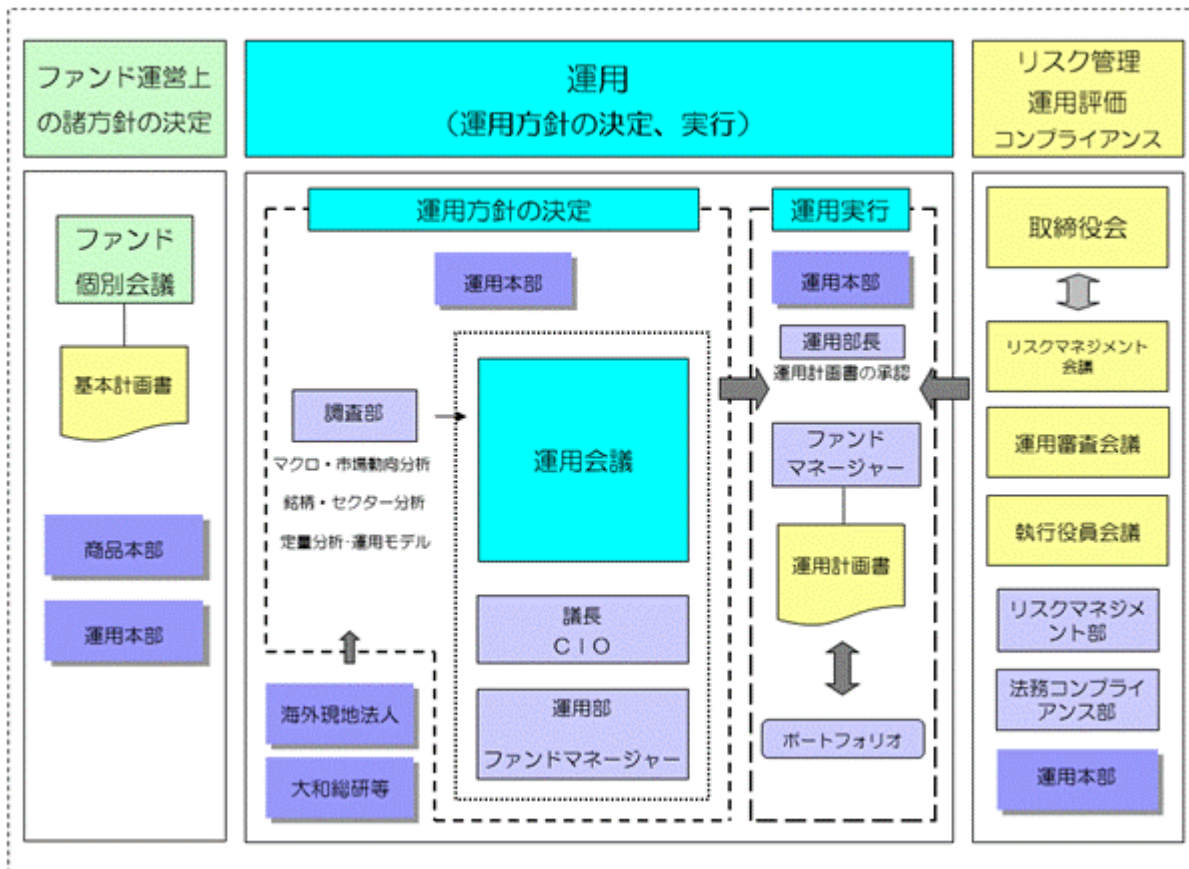 ファンド運営上
の諸方針の決定
ファンド
個別会議
基本計画書
商品本部
運用本部
運用
（運用方針の決定、実行）
運用方針の決定
運用本部
調査部
マクロ・市場動向分析
銘柄・セクター分析
定量分析・運用モデル
運用会議
議長
ＣＩＯ
運用部
ファンドマネージャー
海外現地法人
大和総研等
運用実行
運用本部
運用部長
運用計画書の承認
ファンド
マネージャー
運用計画書
ポートフォリオ
リスク管理
運用評価
コンプライアンス
取締役会
リスクマネジメント
会議
運用審査会議
執行役員会議
リスクマネジメ
ント部
法務コンプライ
アンス部
運用本部